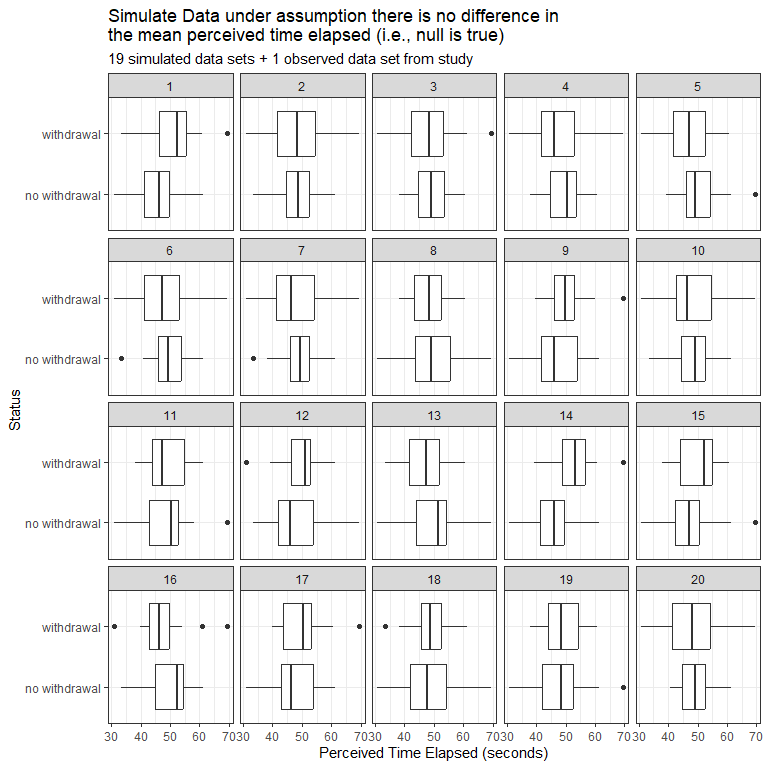 Simulate Data under assumption there is no difference in
the mean perceived time elapsed (i.e., null is true)
19 simulated data sets + 1 observed data set from study
1 2 3 4 5
withdrawal
no withdrawal
6 7 8 9 10
withdrawal
no withdrawal
Status
11 12 13 14 15
withdrawal
no withdrawal
16 17 18 19 20
withdrawal
no withdrawal
30 40 50 60 70 30 40 50 60 70 30 40 50 60 70 30 40 50 60 70 30 40 50 60 70
Perceived Time Elapsed (seconds)